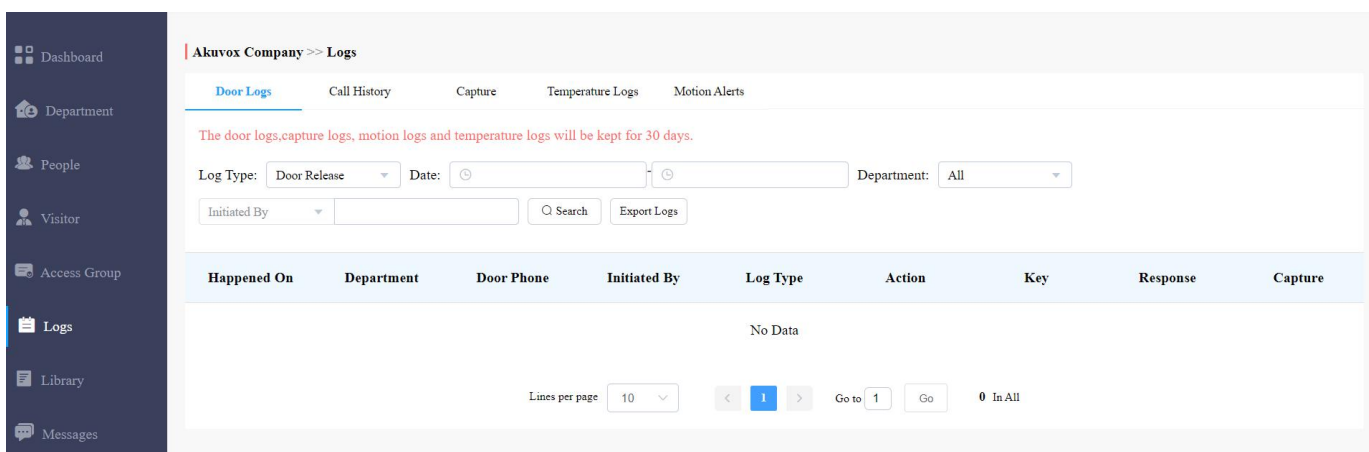 Dashboard
Department
People
Visitor
Access Group
Logs
Library
Messages
Akuvox Company >> Logs
Door Logs Call History Capture Temperature Logs Motion Alerts
The door logs,capture logs, motion logs and temperature logs will be kept for 30 days.
Log Type: Door Release Date: - Department: All
Initiated By Search Export Logs
Happened On Department Door Phone Initiated By Log Type Action Key Response Capture
No Data
Lines per page 10 < 1 > Go to 1 Go 0 In All